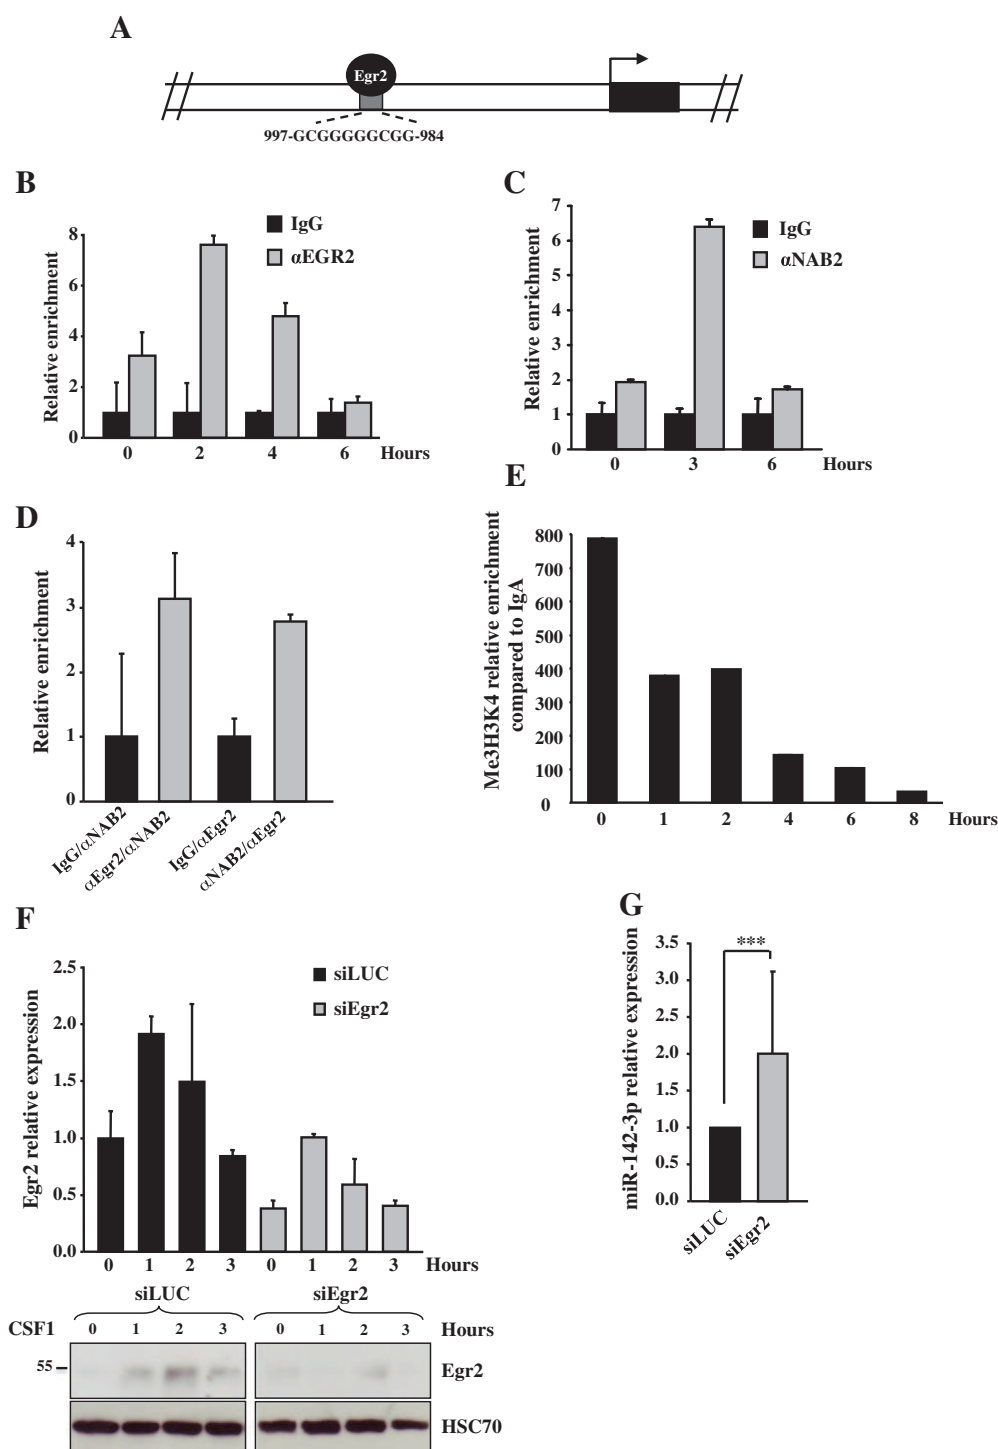 A
Egr2
997-GCGGGGGCGG-984
B
IgG
αEGR2
Relative enrichment
8
6
4
2
0
0 2 4 6 Hours
C
IgG
αNAB2
Relative enrichment
7
6
5
4
3
2
1
0
0 3 6 Hours
D
Relative enrichment
4
3
2
1
0
IgG/αNAB2
αEgr2/αNAB2
IgG/αEgr2
αNAB2/αEgr2
E
Me3H3K4 relative enrichment
compared to IgA
800
700
600
500
400
300
200
100
0
0 1 2 4 6 8 Hours
F
siLUC
siEgr2
Egr2 relative expression
2.5
2.0
1.5
1.0
0.5
0.0
0 1 2 3 0 1 2 3 Hours
siLUC siEgr2
CSF1 0 1 2 3 0 1 2 3 Hours
55
Egr2
HSC70
G
miR-142-3p relative expression
3.5
3.0
2.5
2.0
1.5
1.0
0.5
0.0
***
siLUC
siEgr2